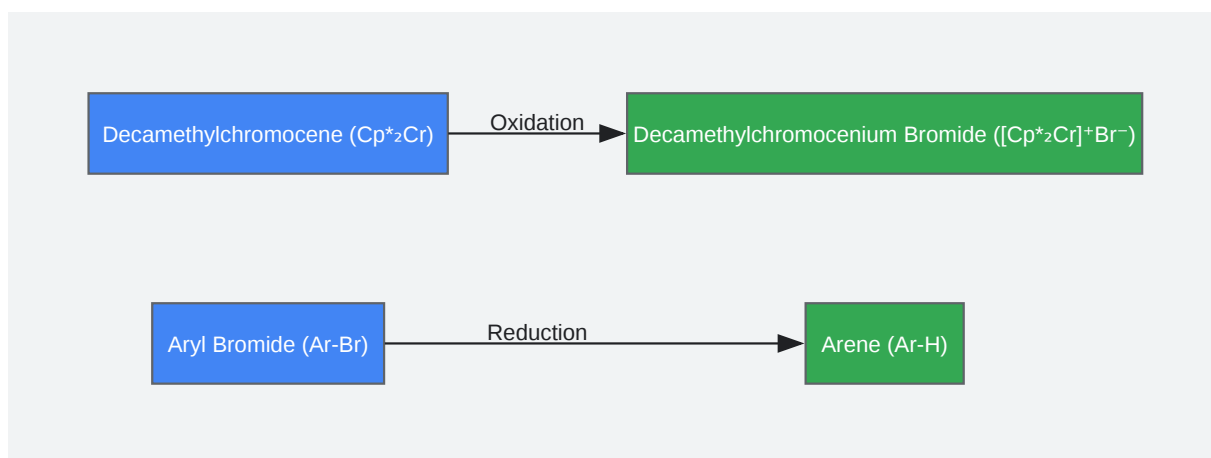 Decamethylchromocene (Cp*₂Cr)
Oxidation
Decamethylchromocenium Bromide ([Cp*₂Cr]⁺Br⁻)
Aryl Bromide (Ar-Br)
Reduction
Arene (Ar-H)